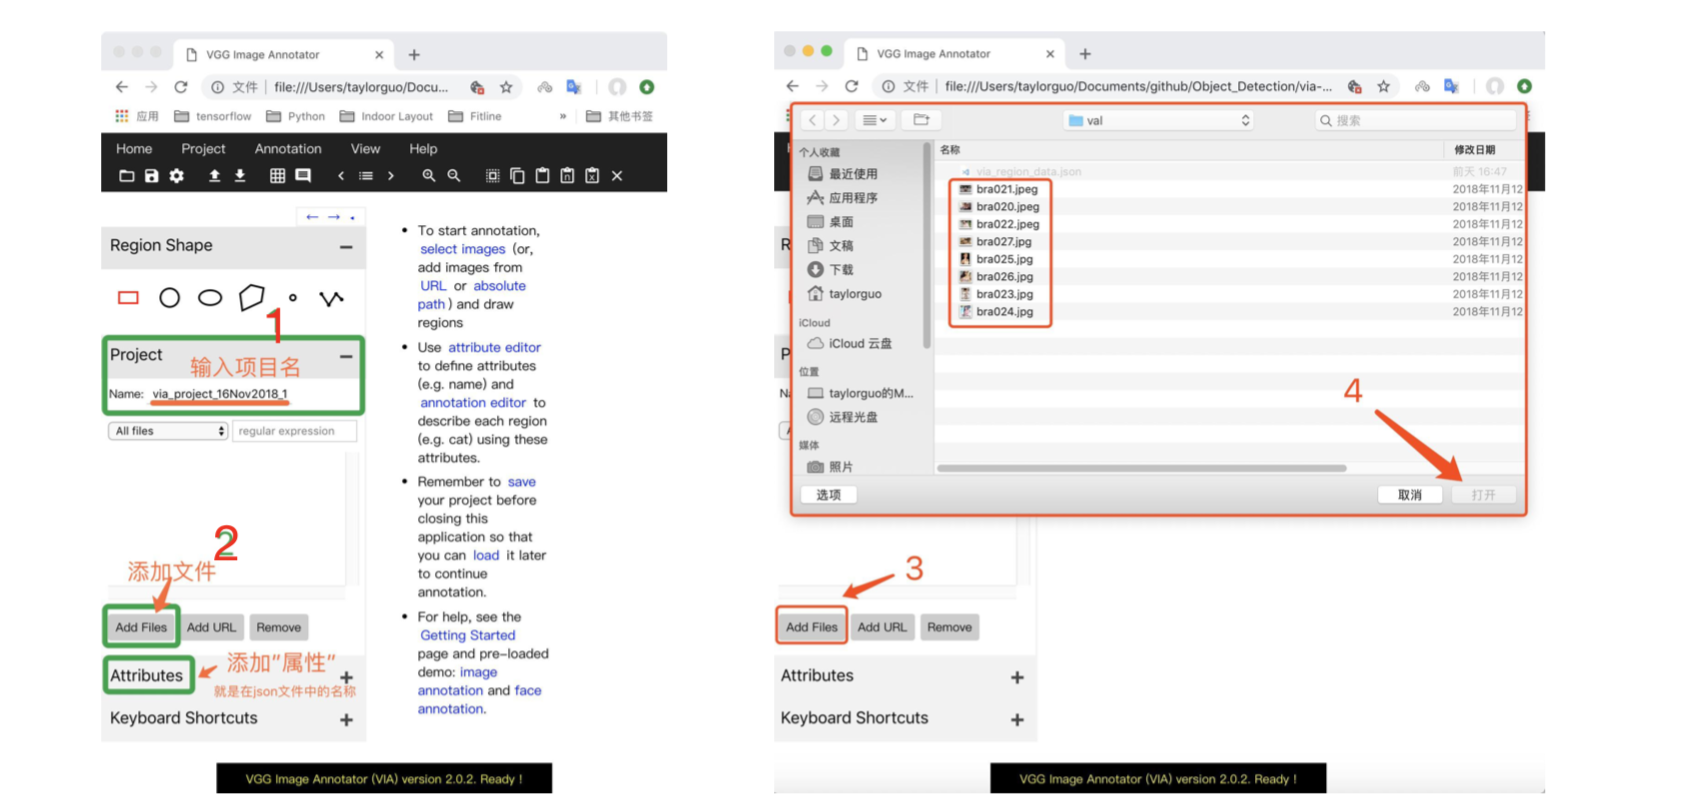 VGG Image Annotator
文件 file:///Users/taylorguo/Docu...
应用 tensorflow Python Indoor Layout Fitline » 其他书签
Home Project Annotation View Help
Region Shape
1
Project
输入项目名
Name: via_project_16Nov2018_1
All files regular expression
2
添加文件
Add Files Add URL Remove
Attributes
添加“属性”
就是在json文件中的名称
Keyboard Shortcuts
To start annotation,
select images (or,
add images from
URL or absolute
path ) and draw
regions
Use attribute editor
to define attributes
(e.g. name) and
annotation editor to
describe each region
(e.g. cat) using these
attributes.
Remember to save
your project before
closing this
application so that
you can load it later
to continue
annotation.
For help, see the
Getting Started
page and pre-loaded
demo: image
annotation and face
annotation.
VGG Image Annotator (VIA) version 2.0.2. Ready !
VGG Image Annotator
文件 file:///Users/taylorguo/Documents/github/Object_Detection/via-...
val
搜索
个人收藏
最近使用
应用程序
桌面
文稿
下载
taylorguo
iCloud
iCloud 云盘
位置
taylorguo的M...
远程光盘
媒体
照片
名称 修改日期
via_region_data.json 前天 16:47
bra021.jpeg 2018年11月12
bra020.jpeg 2018年11月12
bra022.jpeg 2018年11月12
bra027.jpg 2018年11月12
bra025.jpg 2018年11月12
bra026.jpg 2018年11月12
bra023.jpg 2018年11月12
bra024.jpg 2018年11月12
4
选项 取消 打开
3
Add Files Add URL Remove
Attributes
Keyboard Shortcuts
VGG Image Annotator (VIA) version 2.0.2. Ready !